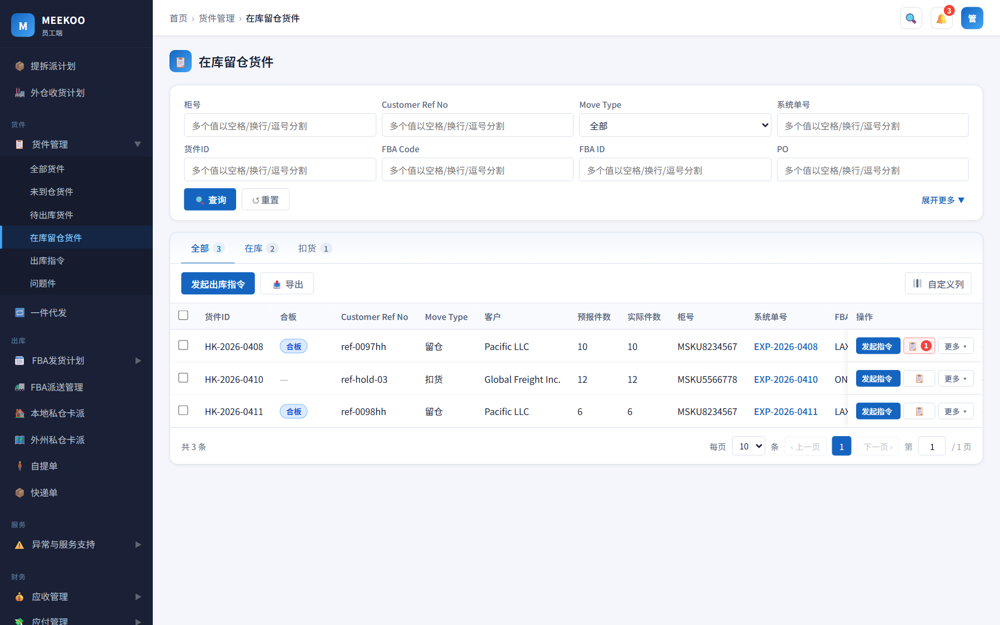 M
MEEKOO
员工端
提拆派计划
外仓收货计划
货件
货件管理 ▼
全部货件
未到仓货件
待出库货件
在库留仓货件
出库指令
问题件
一件代发
出库
FBA发货计划 ▶
FBA派送管理
本地私仓卡派
外州私仓卡派
自提单
快递单
服务
异常与服务支持 ▶
财务
应收管理 ▶
应付管理 ▶
首页 › 货件管理 › 在库留仓货件
3
管
在库留仓货件
柜号 Customer Ref No Move Type 系统单号
多个值以空格/换行/逗号分割 多个值以空格/换行/逗号分割 全部 多个值以空格/换行/逗号分割
货件ID FBA Code FBA ID PO
多个值以空格/换行/逗号分割 多个值以空格/换行/逗号分割 多个值以空格/换行/逗号分割 多个值以空格/换行/逗号分割
查询 ↺ 重置 展开更多 ▼
全部 3 在库 2 扣货 1
发起出库指令 导出 自定义列
货件ID 合板 Customer Ref No Move Type 客户 预报件数 实际件数 柜号 系统单号 FBA 操作
HK-2026-0408 合板 ref-0097hh 留仓 Pacific LLC 10 10 MSKU8234567 EXP-2026-0408 LAX 发起指令 1 更多 ▾
HK-2026-0410 — ref-hold-03 扣货 Global Freight Inc. 12 12 MSKU5566778 EXP-2026-0410 ON 发起指令 更多 ▾
HK-2026-0411 合板 ref-0098hh 留仓 Pacific LLC 6 6 MSKU8234567 EXP-2026-0411 LAX 发起指令 更多 ▾
共 3 条 每页 10 条 ‹ 上一页 1 下一页 › 第 1 / 1 页